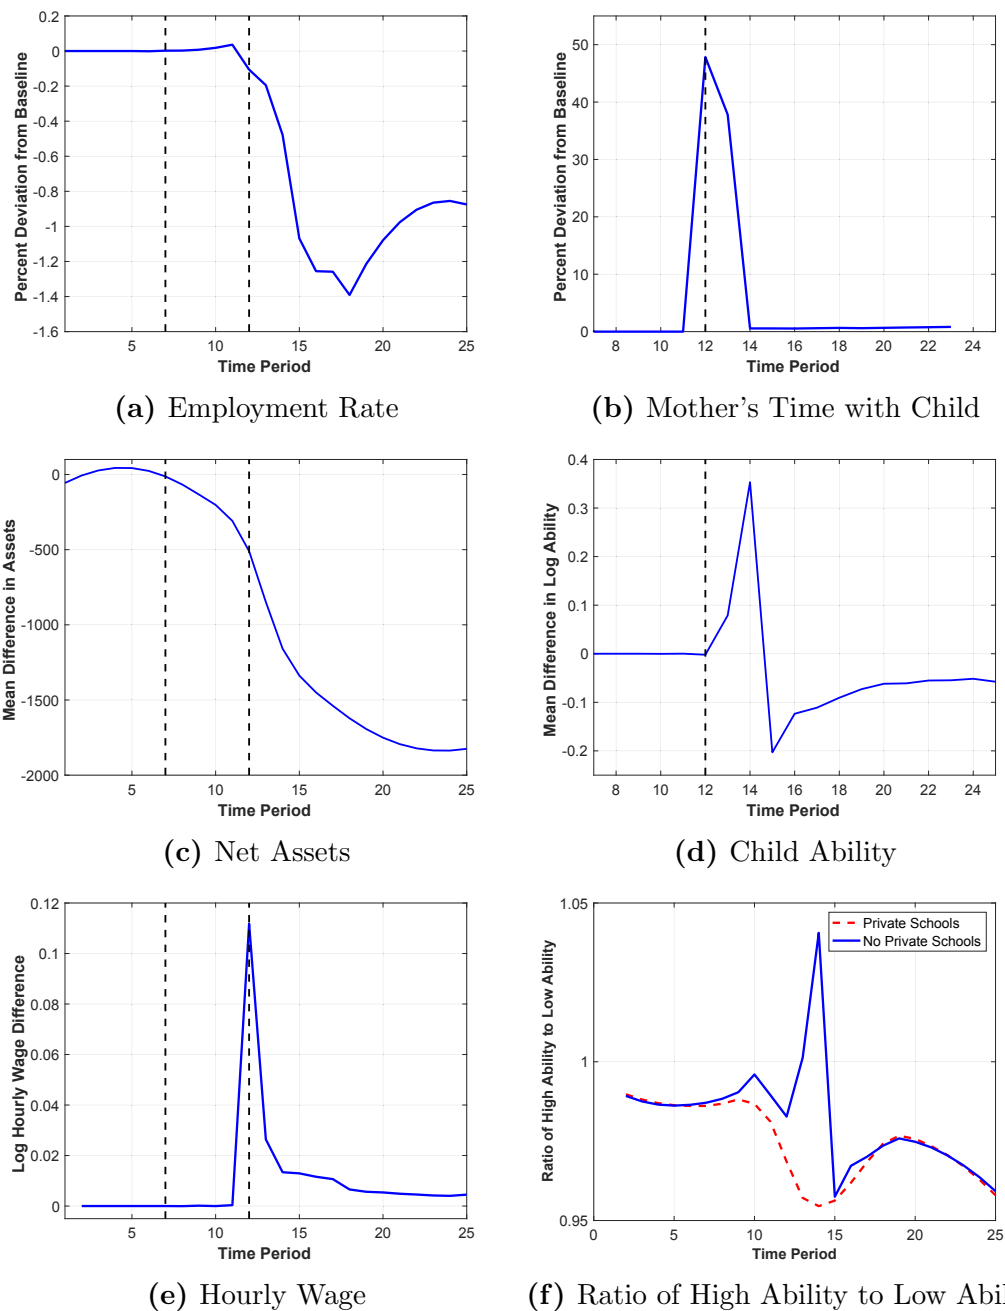 0.2
0
-0.2
-0.4
-0.6
-0.8
-1
-1.2
-1.4
-1.6
Percent Deviation from Baseline
5 10 15 20 25
Time Period
(a) Employment Rate
50
40
30
20
10
0
Percent Deviation from Baseline
8 10 12 14 16 18 20 22 24
Time Period
(b) Mother's Time with Child
0
-500
-1000
-1500
-2000
Mean Difference in Assets
5 10 15 20 25
Time Period
(c) Net Assets
0.4
0.3
0.2
0.1
0
-0.1
-0.2
Mean Difference in Log Ability
8 10 12 14 16 18 20 22 24
Time Period
(d) Child Ability
0.12
0.1
0.08
0.06
0.04
0.02
0
Log Hourly Wage Difference
5 10 15 20 25
Time Period
(e) Hourly Wage
1.05
1
0.95
Ratio of High Ability to Low Ability
Private Schools
No Private Schools
0 5 10 15 20 25
Time Period
(f) Ratio of High Ability to Low Abil